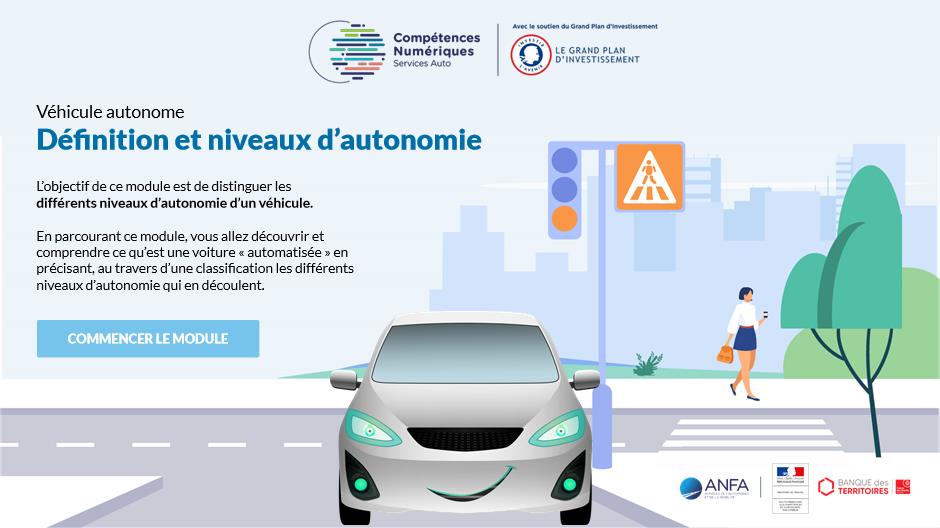 Compétences
Numériques
Services Auto
Avec le soutien du Grand Plan d'Investissement
INVESTIR
L'AVENIR
LE GRAND PLAN
D'INVESTISSEMENT
Véhicule autonome
Définition et niveaux d'autonomie
L'objectif de ce module est de distinguer les
différents niveaux d'autonomie d'un véhicule.
En parcourant ce module, vous allez découvrir et
comprendre ce qu'est une voiture « automatisée » en
précisant, au travers d'une classification les différents
niveaux d'autonomie qui en découlent.
COMMENCER LE MODULE
ANFA
BANQUE des
TERRITOIRES